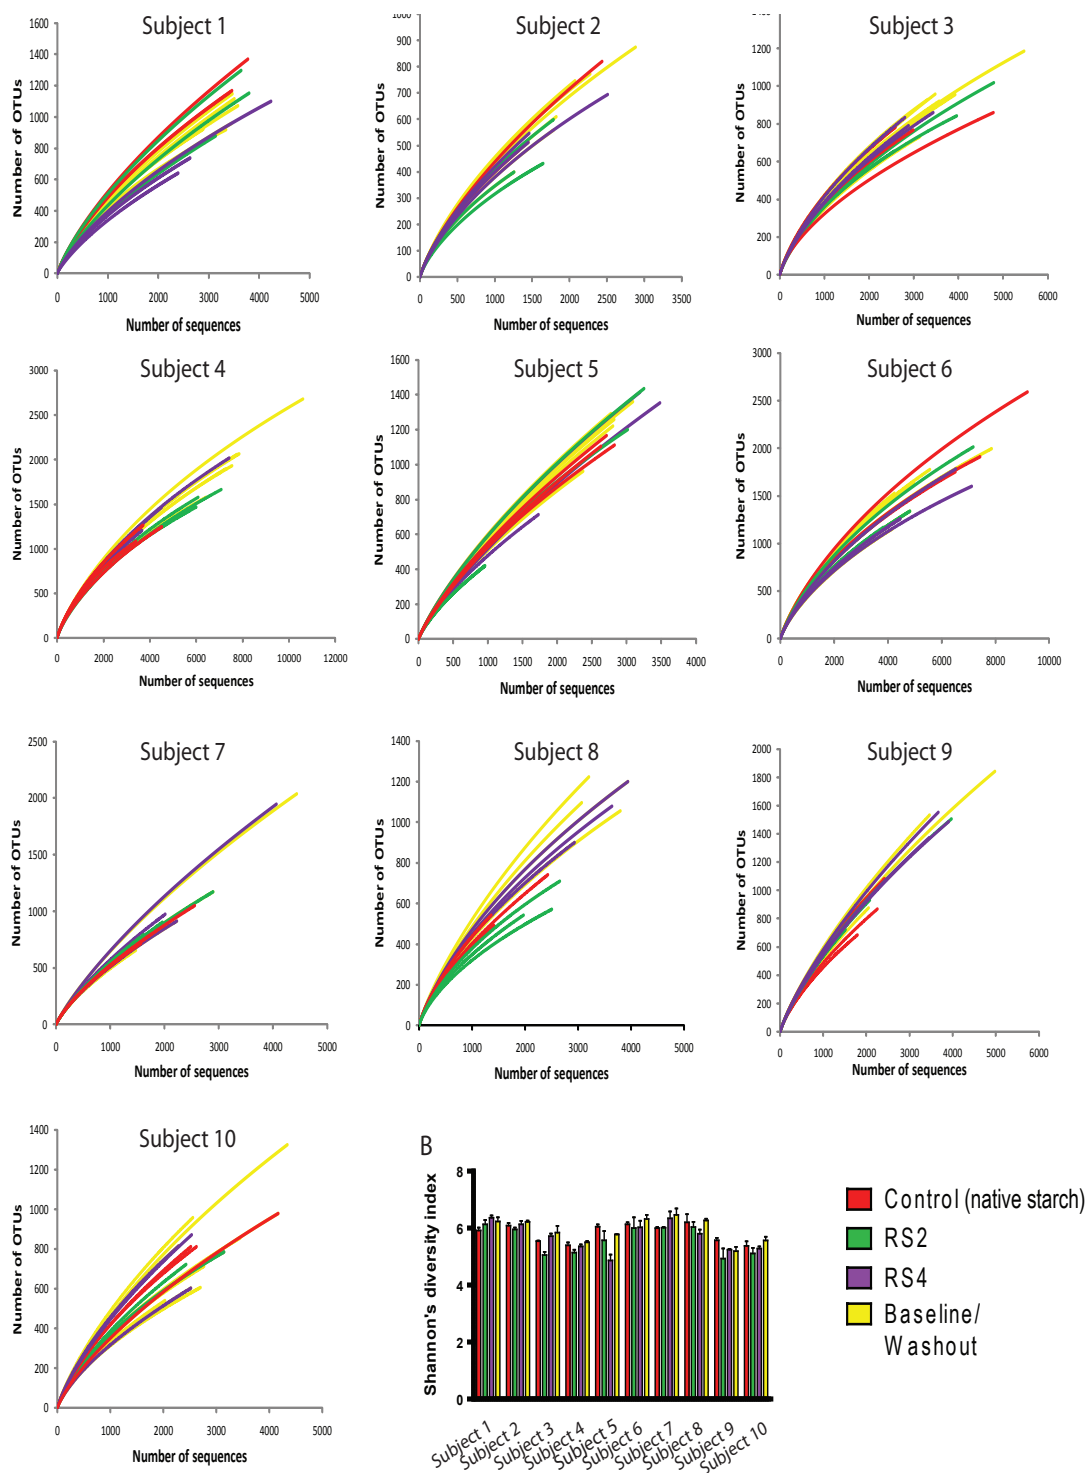 Subject 1
Number of OTUs
1600
1400
1200
1000
800
600
400
200
0
0 1000 2000 3000 4000 5000
Number of sequences
Subject 2
Number of OTUs
1000
900
800
700
600
500
400
300
200
100
0
0 500 1000 1500 2000 2500 3000 3500
Number of sequences
Subject 3
Number of OTUs
1200
1000
800
600
400
200
0
0 1000 2000 3000 4000 5000 6000
Number of sequences
Subject 4
Number of OTUs
3000
2500
2000
1500
1000
500
0
0 2000 4000 6000 8000 10000 12000
Number of sequences
Subject 5
Number of OTUs
1600
1400
1200
1000
800
600
400
200
0
0 500 1000 1500 2000 2500 3000 3500 4000
Number of sequences
Subject 6
Number of OTUs
3000
2500
2000
1500
1000
500
0
0 2000 4000 6000 8000 10000
Number of sequences
Subject 7
Number of OTUs
2500
2000
1500
1000
500
0
0 1000 2000 3000 4000 5000
Number of sequences
Subject 8
Number of OTUs
1400
1200
1000
800
600
400
200
0
0 1000 2000 3000 4000 5000
Number of sequences
Subject 9
Number of OTUs
2000
1800
1600
1400
1200
1000
800
600
400
200
0
0 1000 2000 3000 4000 5000 6000
Number of sequences
Subject 10
Number of OTUs
1400
1200
1000
800
600
400
200
0
0 1000 2000 3000 4000 5000
Number of sequences
B
Shannon's diversity index
8
6
4
2
0
Subject 1
Subject 2
Subject 3
Subject 4
Subject 5
Subject 6
Subject 7
Subject 8
Subject 9
Subject 10
Control (native starch)
RS2
RS4
Baseline/
Washout